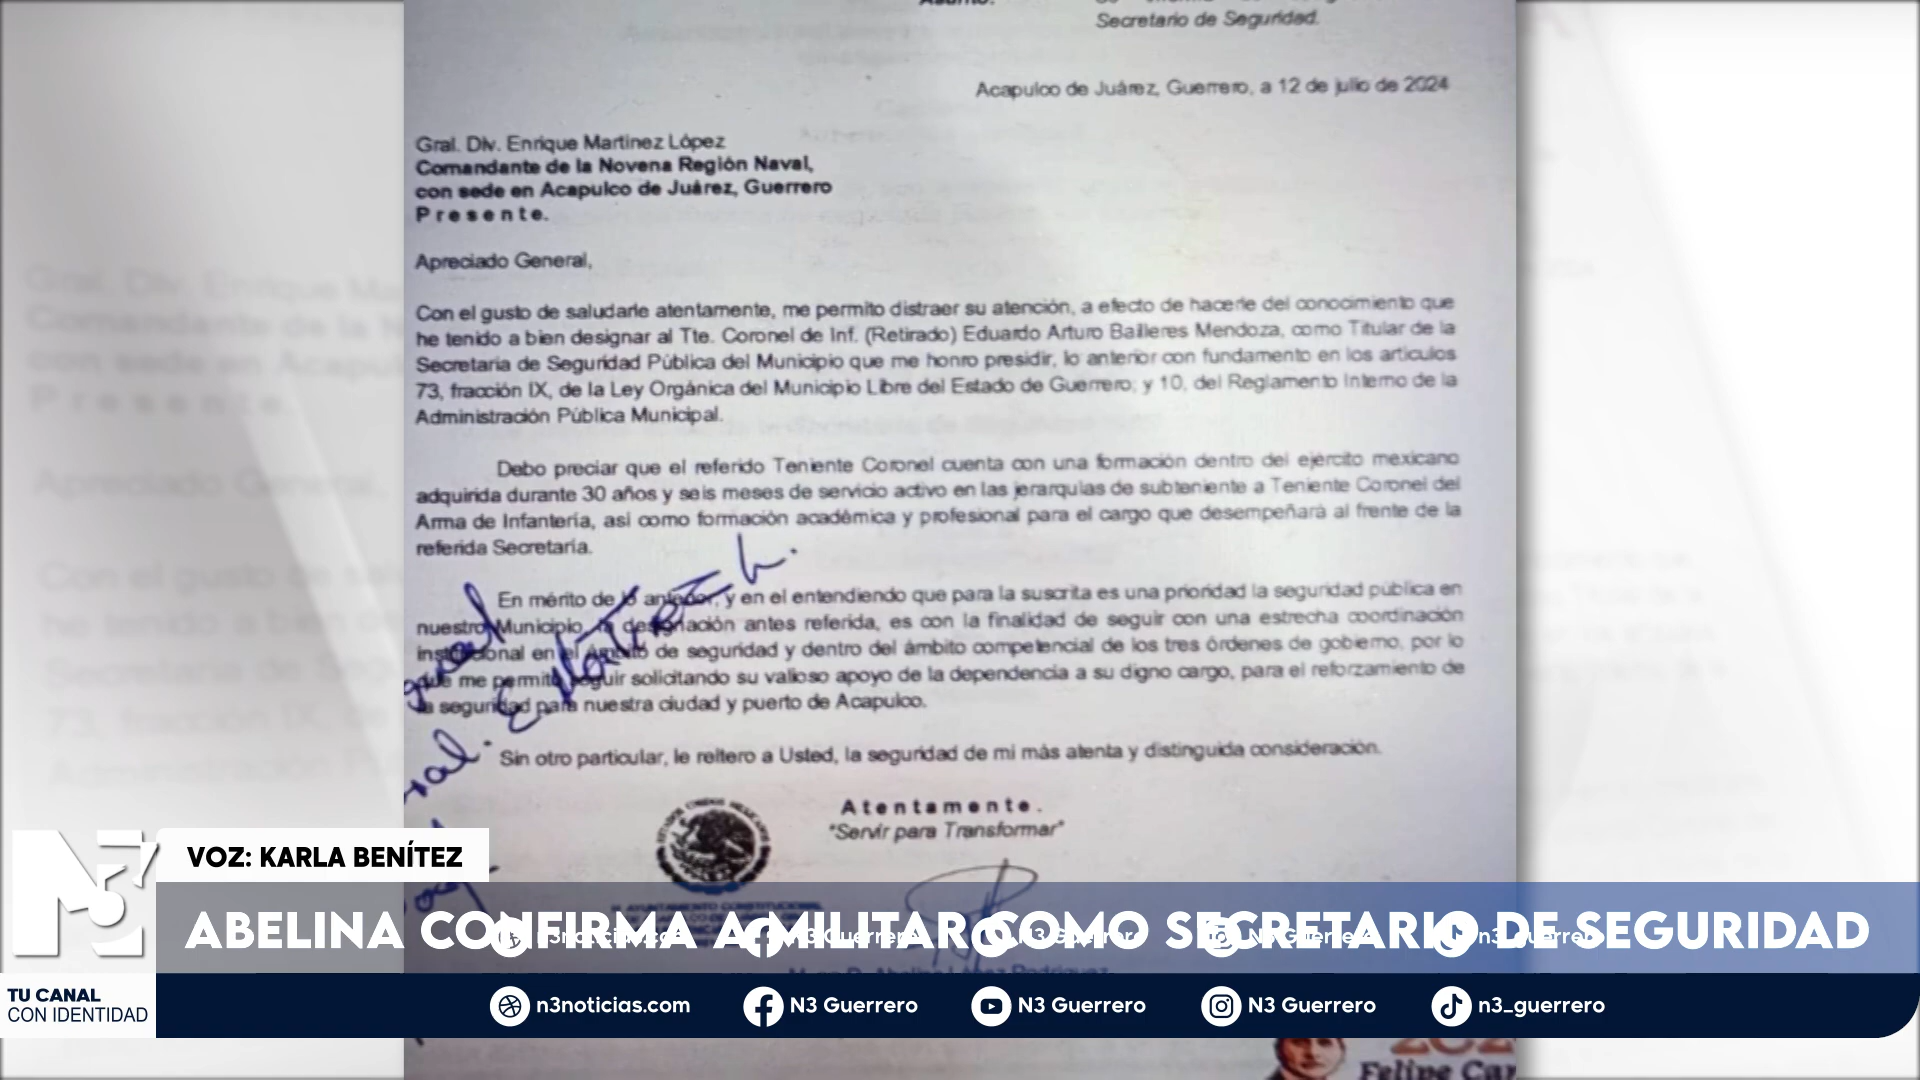 Secretario de Seguridad.
Acapulco de Juárez, Guerrero, a 12 de julio de 2024
Gral. Div. Enrique Martínez López
Comandante de la Novena Región Naval,
con sede en Acapulco de Juárez, Guerrero
Presente.
Apreciado General,
Con el gusto de saludarle atentamente, me permito distraer su atención, a efecto de hacerle del conocimiento que
he tenido a bien designar al Tte. Coronel de Inf. (Retirado) Eduardo Arturo Bailleres Mendoza, como Titular de la
Secretaría de Seguridad Pública del Municipio que me honro presidir, lo anterior con fundamento en los artículos
73, fracción IX, de la Ley Orgánica del Municipio Libre del Estado de Guerrero; y 10, del Reglamento Interno de la
Administración Pública Municipal.
Debo preciar que el referido Teniente Coronel cuenta con una formación dentro del ejército mexicano
adquirida durante 30 años y seis meses de servicio activo en las jerarquías de subteniente a Teniente Coronel del
Arma de Infantería, así como formación académica y profesional para el cargo que desempeñará al frente de la
referida Secretaría.
En mérito de lo anterior, y en el entendiendo que para la suscrita es una prioridad la seguridad pública en
nuestro Municipio, la designación antes referida, es con la finalidad de seguir con una estrecha coordinación
institucional en el ámbito de seguridad y dentro del ámbito competencial de los tres órdenes de gobierno, por lo
que me permito seguir solicitando su valioso apoyo de la dependencia a su digno cargo, para el reforzamiento de
la seguridad para nuestra ciudad y puerto de Acapulco.
Sin otro particular, le reitero a Usted, la seguridad de mi más atenta y distinguida consideración.
Atentamente.
"Servir para Transformar"
VOZ: KARLA BENÍTEZ
N3
ABELINA CONFIRMA A MILITAR COMO SECRETARIO DE SEGURIDAD
TU CANAL
CON IDENTIDAD
n3noticias.com N3 Guerrero N3 Guerrero N3 Guerrero n3_guerrero
Felipe Car